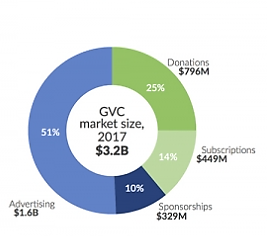 Donations
$796M
25%
51%
GVC
market size,
2017
$3.2B
Subscriptions
$449M
14%
10%
Advertising
$1.6B
Sponsorships
$329M